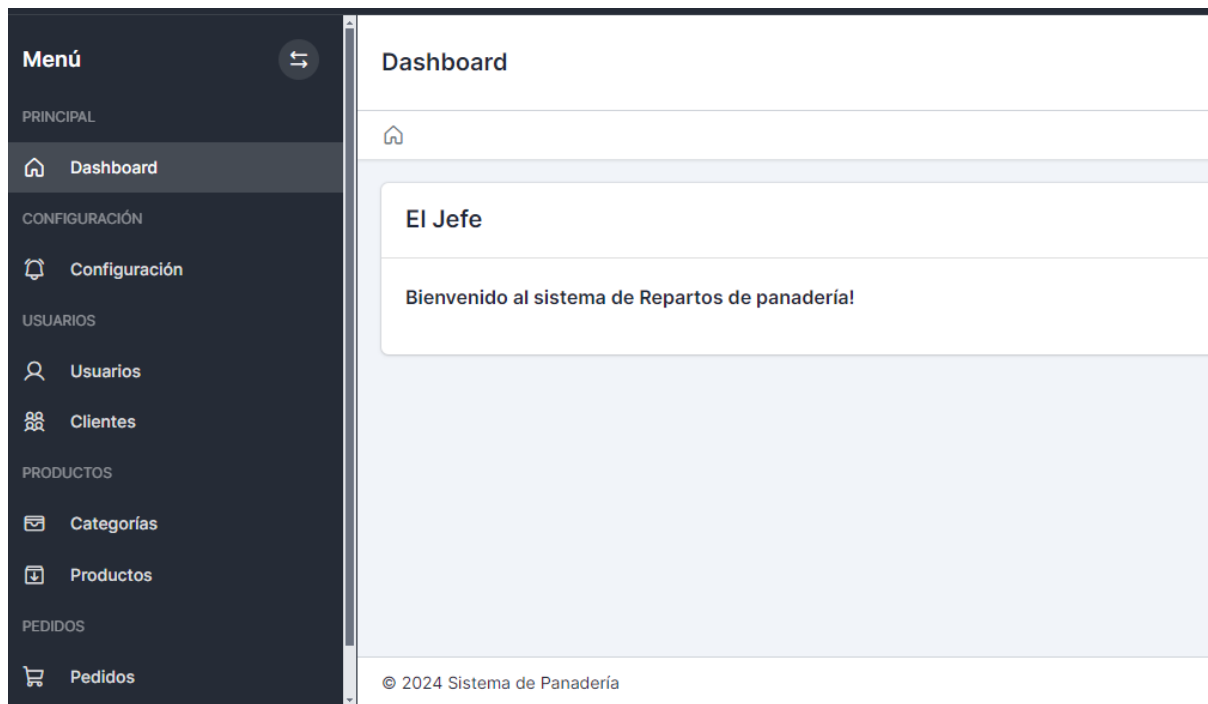 Menú
PRINCIPAL
Dashboard
CONFIGURACIÓN
Configuración
USUARIOS
Usuarios
Clientes
PRODUCTOS
Categorías
Productos
PEDIDOS
Pedidos
Dashboard
El Jefe
Bienvenido al sistema de Repartos de panadería!
© 2024 Sistema de Panadería